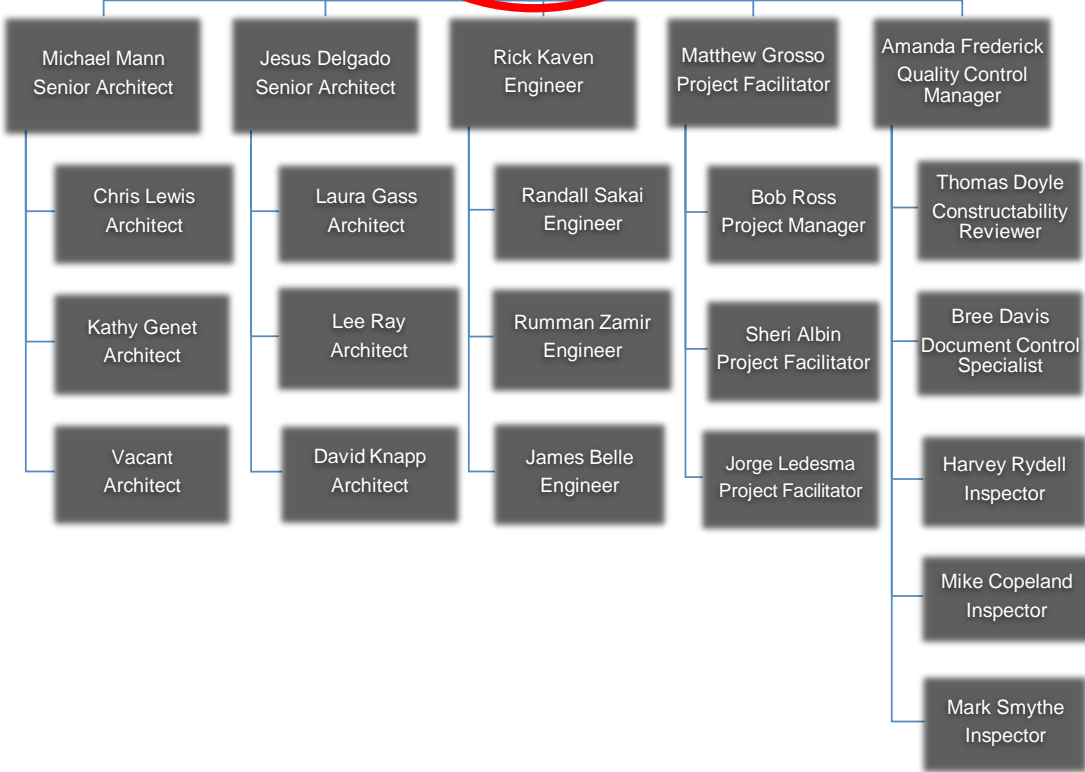 Michael Mann
Senior Architect
Chris Lewis
Architect
Kathy Genet
Architect
Vacant
Architect
Jesus Delgado
Senior Architect
Laura Gass
Architect
Lee Ray
Architect
David Knapp
Architect
Rick Kaven
Engineer
Randall Sakai
Engineer
Rumman Zamir
Engineer
James Belle
Engineer
Matthew Grosso
Project Facilitator
Bob Ross
Project Manager
Sheri Albin
Project Facilitator
Jorge Ledesma
Project Facilitator
Amanda Frederick
Quality Control
Manager
Thomas Doyle
Constructability
Reviewer
Bree Davis
Document Control
Specialist
Harvey Rydell
Inspector
Mike Copeland
Inspector
Mark Smythe
Inspector